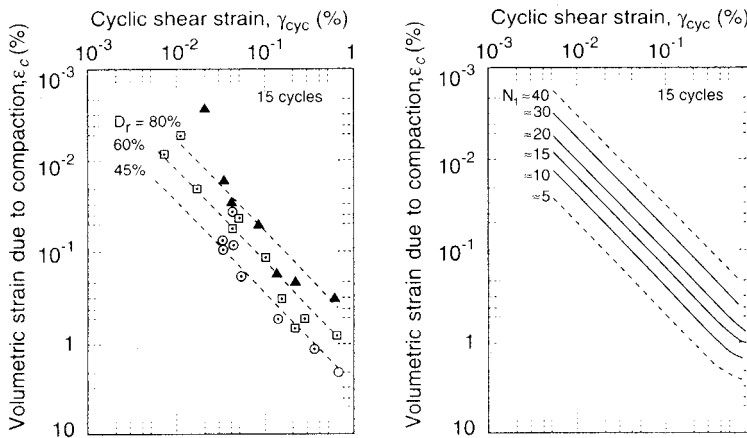 Cyclic shear strain, γcyc (%)
10-3 10-2 10-1 1
Volumetric strain due to compaction,εc (%)
10-3
10-2
10-1
1
10
15 cycles
Dr = 80%
60%
45%
Cyclic shear strain, γcyc (%)
10-3 10-2 10-1 1
Volumetric strain due to compaction,εc (%)
10-3
10-2
10-1
1
10
15 cycles
N1 ≈ 40
≈30
≈20
≈15
≈10
≈5